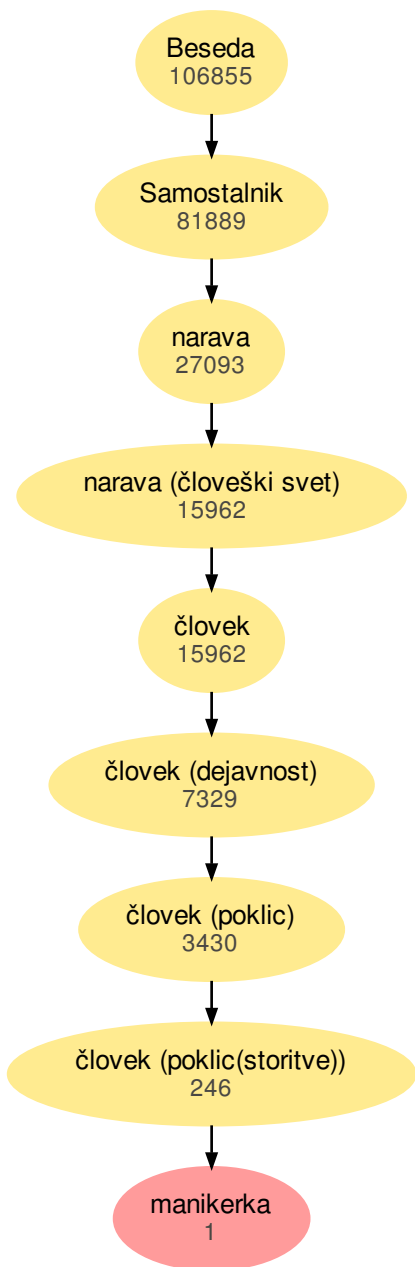 Beseda
106855
Samostalnik
81889
narava
27093
narava (človeški svet)
15962
človek
15962
človek (dejavnost)
7329
človek (poklic)
3430
človek (poklic(storitve))
246
manikerka
1